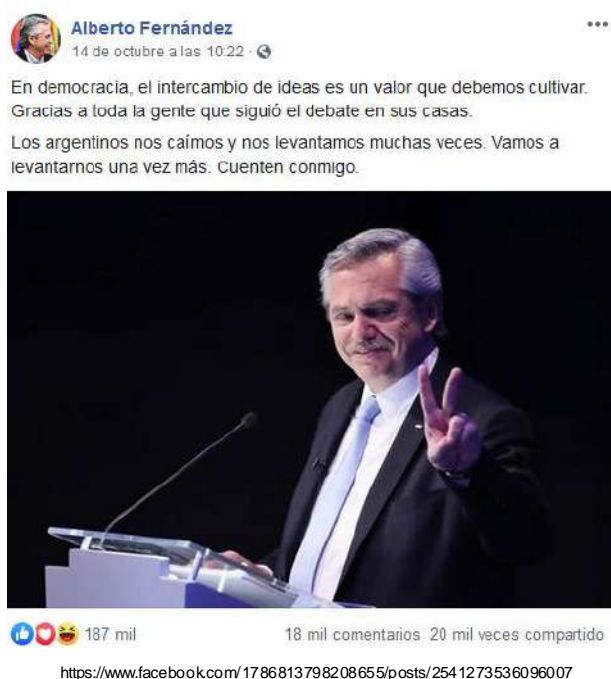 Alberto Fernández
14 de octubre a las 10:22 ·
En democracia, el intercambio de ideas es un valor que debemos cultivar.
Gracias a toda la gente que siguió el debate en sus casas.
Los argentinos nos caímos y nos levantamos muchas veces. Vamos a
levantarnos una vez más. Cuenten conmigo.
187 mil 18 mil comentarios 20 mil veces compartido
https://www.facebook.com/1786813798208655/posts/2541273536096007